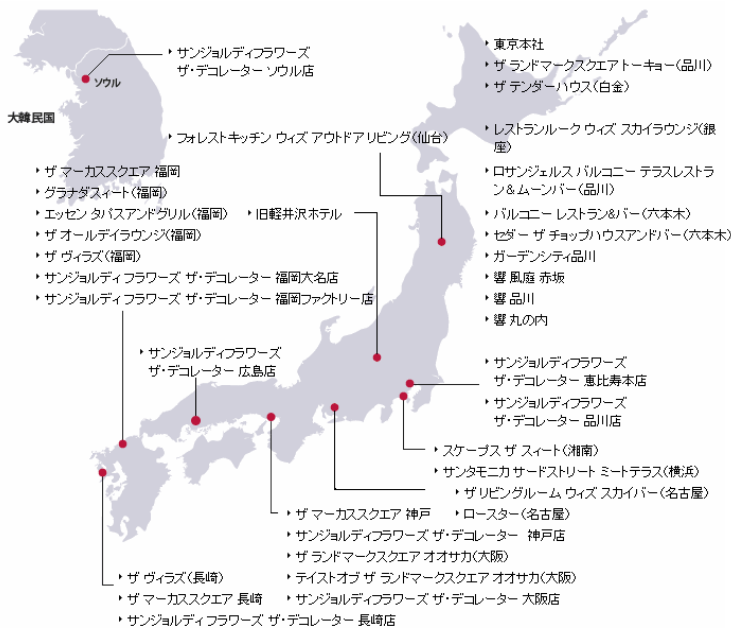 サンジョルディフラワーズ
ザ・デコレーター ソウル店
ソウル
大韓民国
フォレストキッチン ウィズ アウトドアリビング(仙台)
東京本社
ザ ランドマークスクエアトーキョー(品川)
ザ テンダーハウス(白金)
レストランルーク ウィズ スカイラウンジ(銀
座)
ロサンジェルス バルコニー テラスレストラ
ン&ムーンバー(品川)
バルコニー レストラン&バー(六本木)
セダー ザ チョップハウスアンドバー(六本木)
ガーデンシティ品川
響 風庭 赤坂
響 品川
響 丸の内
ザ マーカススクエア 福岡
グラナダスィート(福岡)
エッセン タパスアンドグリル(福岡)
ザ オールデイラウンジ(福岡)
ザ ヴィラズ(福岡)
サンジョルディフラワーズ ザ・デコレーター 福岡大名店
サンジョルディフラワーズ ザ・デコレーター 福岡ファクトリー店
旧軽井沢ホテル
サンジョルディフラワーズ
ザ・デコレーター 広島店
サンジョルディフラワーズ
ザ・デコレーター 恵比寿本店
サンジョルディフラワーズ
ザ・デコレーター 品川店
スケープス ザ スィート(湘南)
サンタモニカ サードストリート ミートテラス(横浜)
ザ リビングルーム ウィズ スカイバー(名古屋)
ロースター(名古屋)
ザ マーカススクエア 神戸
サンジョルディフラワーズ ザ・デコレーター 神戸店
ザ ランドマークスクエア オオサカ(大阪)
テイストオブ ザ ランドマークスクエア オオサカ(大阪)
サンジョルディフラワーズ ザ・デコレーター 大阪店
ザ ヴィラズ(長崎)
ザ マーカススクエア 長崎
サンジョルディフラワーズ ザ・デコレーター 長崎店